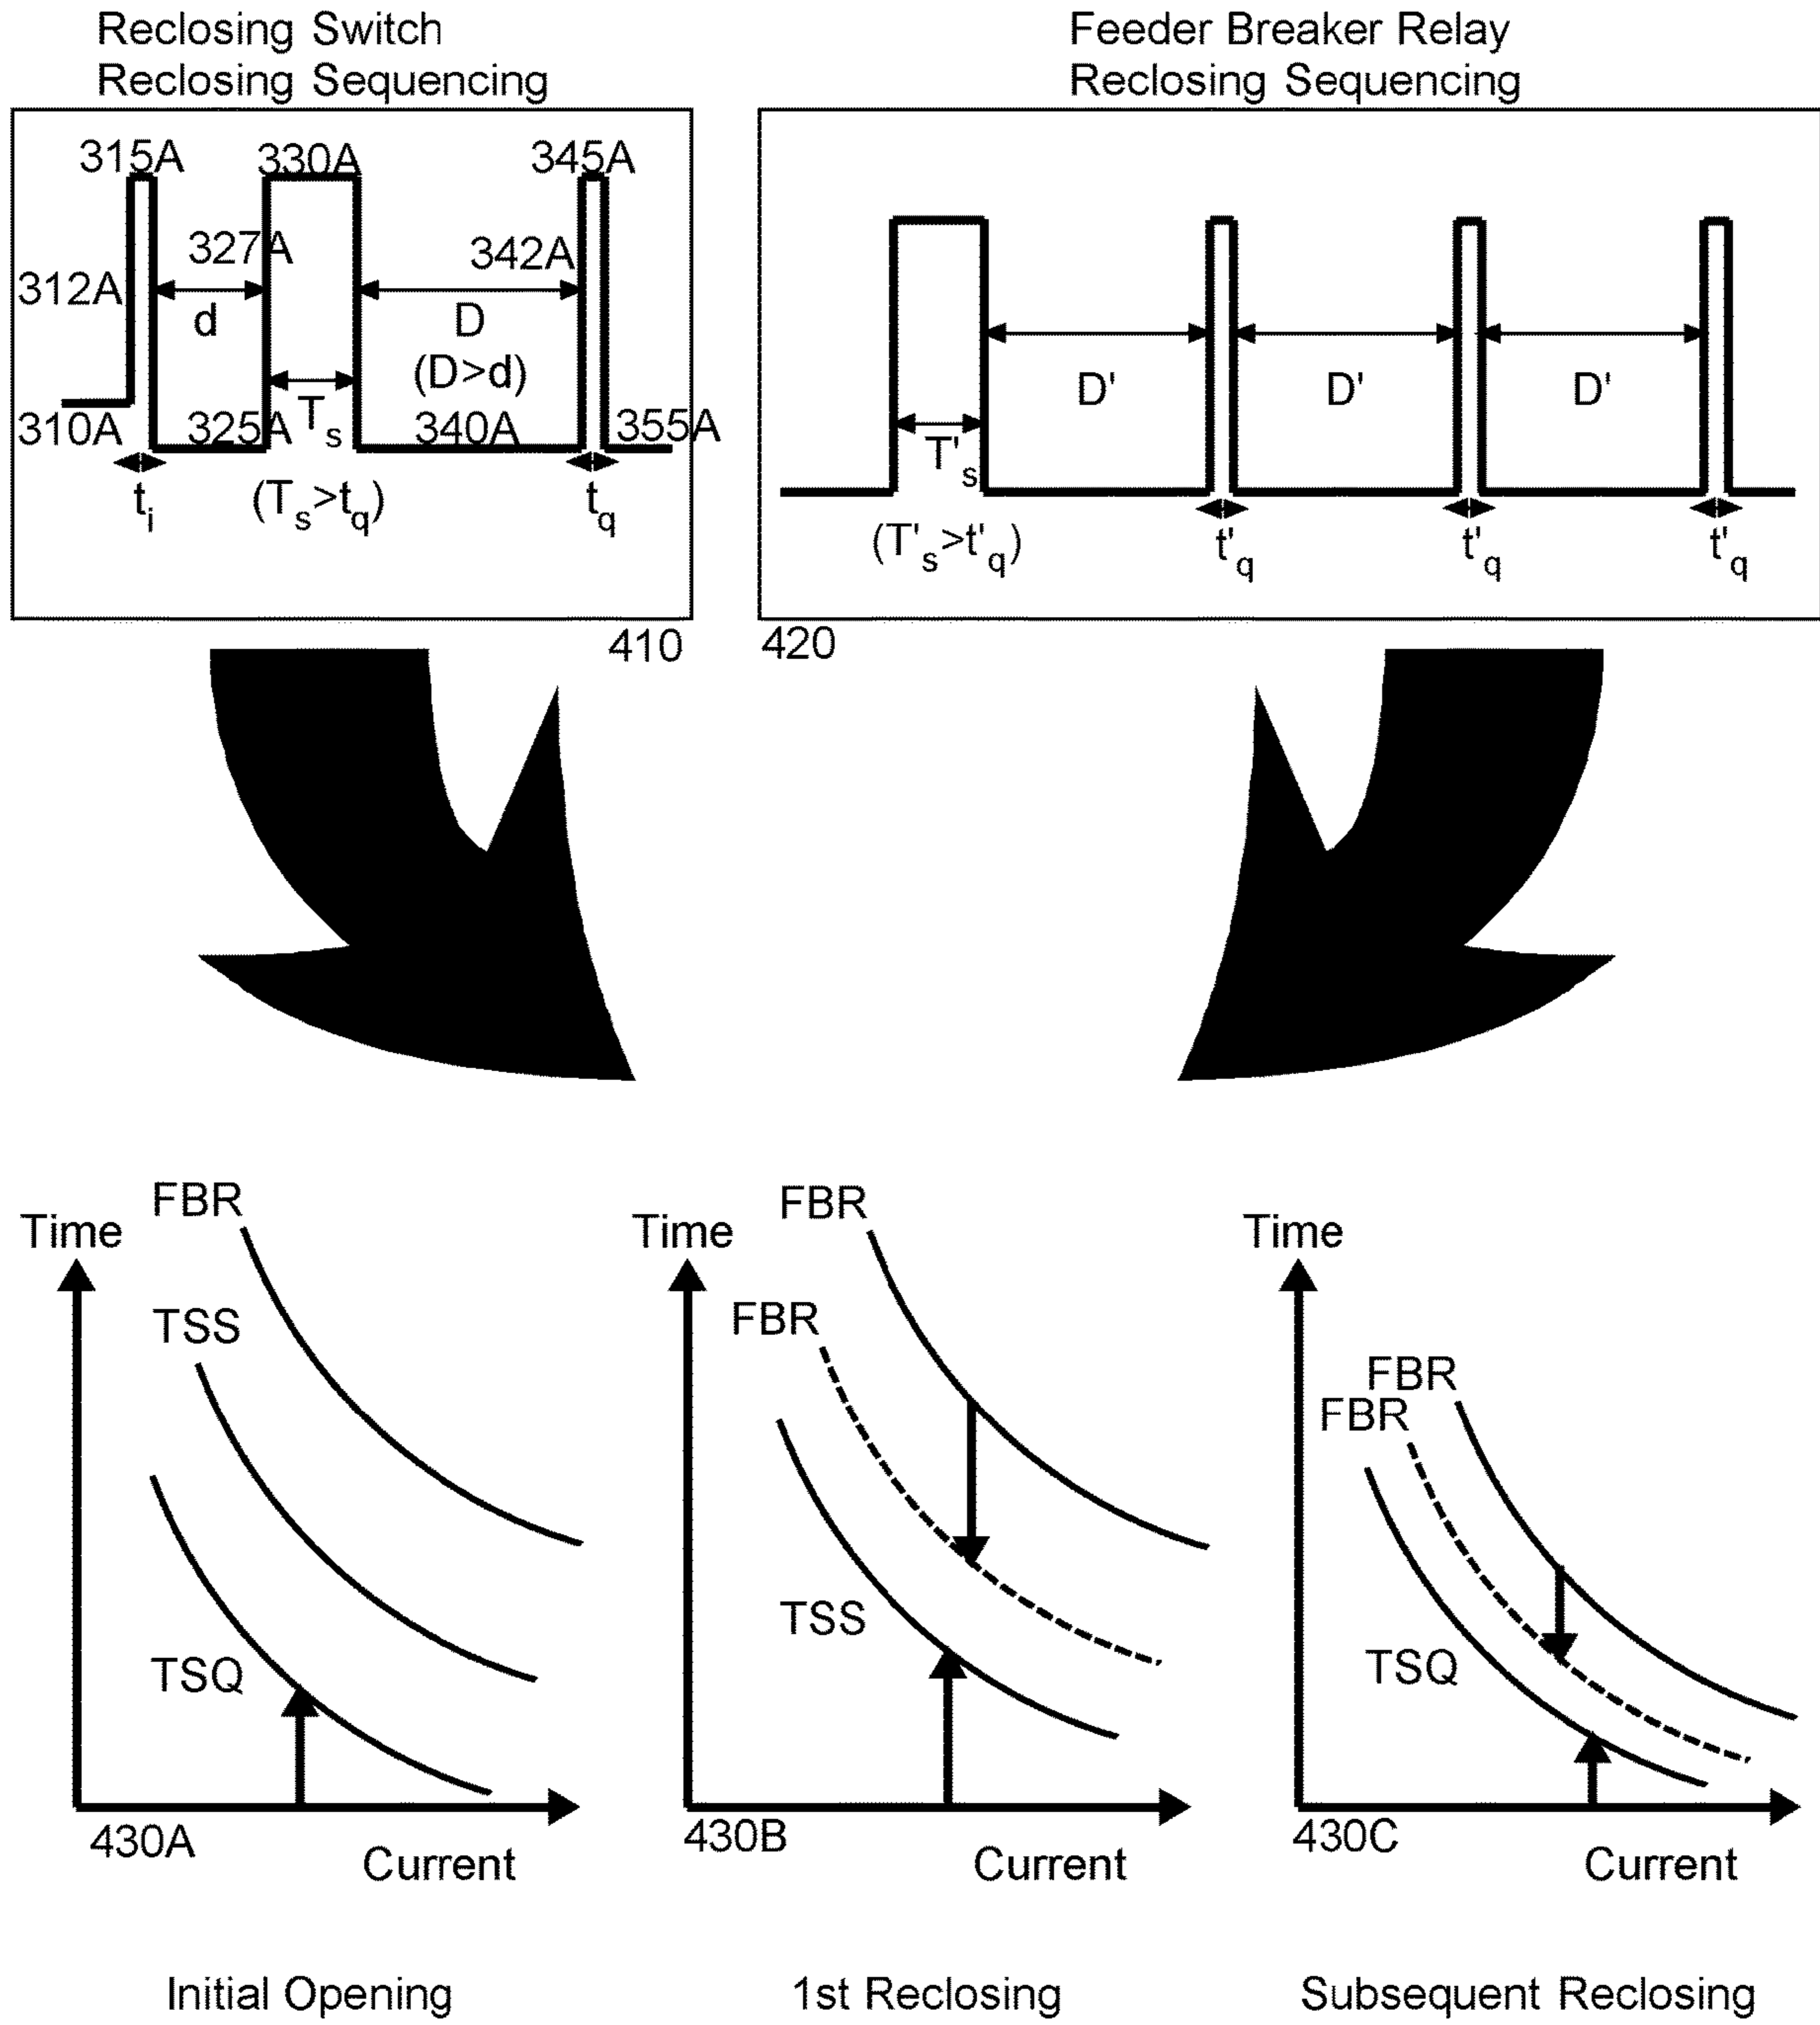 Reclosing Switch
Reclosing Sequencing
315A 330A 345A
327A 342A
312A
d D
(D>d)
Ts
310A 325A 340A 355A
ti (Ts>tq) tq
410
Feeder Breaker Relay
Reclosing Sequencing
D' D' D'
T's
(T's>t'q) t'q t'q t'q
420
FBR
Time
TSS
TSQ
430A
Current
Initial Opening
FBR
Time
FBR
TSS
430B
Current
1st Reclosing
Time
FBR
FBR
TSQ
430C
Current
Subsequent Reclosing